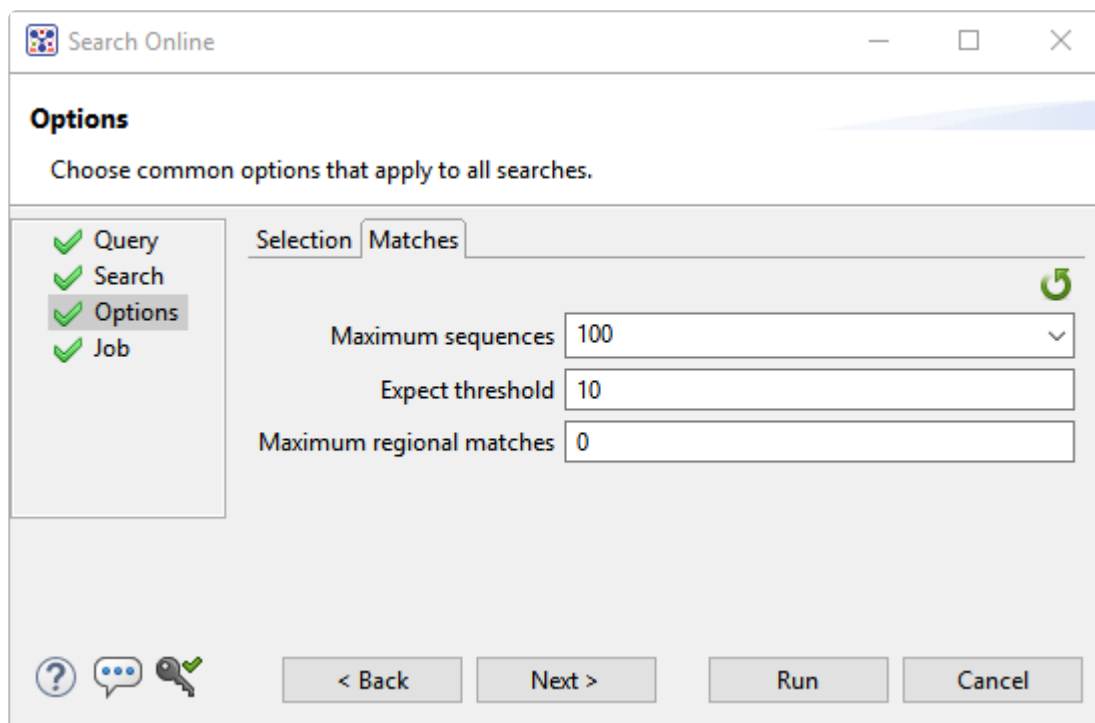 Search Online
Options
Choose common options that apply to all searches.
Query
Search
Options
Job
Selection Matches
Maximum sequences 100
Expect threshold 10
Maximum regional matches 0
< Back Next > Run Cancel